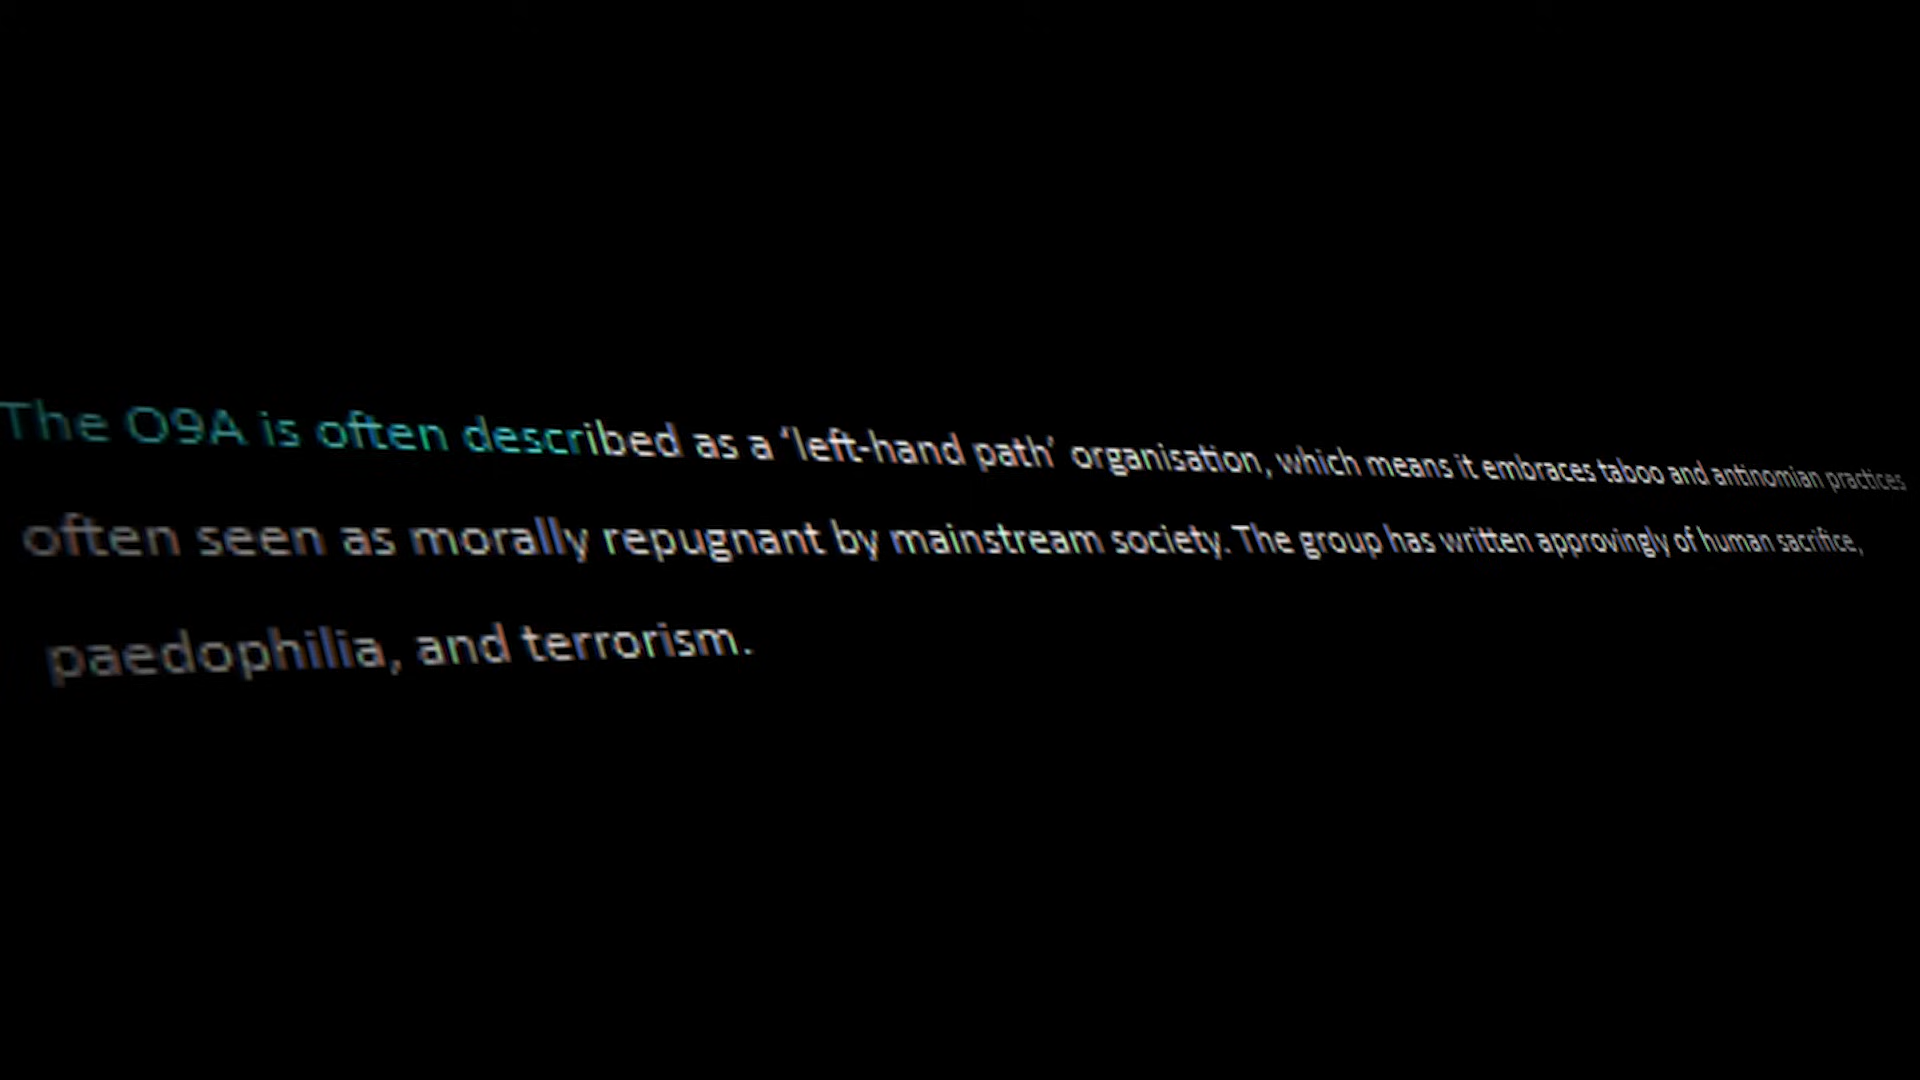 The O9A is often described as a ‘left-hand path’ organisation, which means it embraces taboo and antinomian practices
often seen as morally repugnant by mainstream society. The group has written approvingly of human sacrifice,
paedophilia, and terrorism.